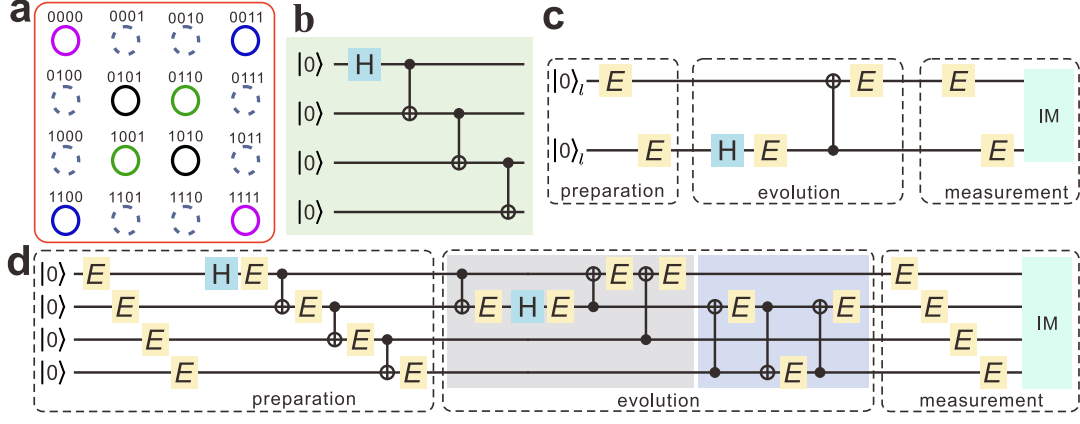 a
0000 0001 0010 0011
0100 0101 0110 0111
1000 1001 1010 1011
1100 1101 1110 1111
b
|0⟩ H
|0⟩
|0⟩
|0⟩
c
|0⟩l E E E
IM
|0⟩l E H E E
preparation evolution measurement
d
|0⟩ E H E E E E
|0⟩ E E E H E E E E
|0⟩ E E E
IM
|0⟩ E E E E
preparation evolution measurement